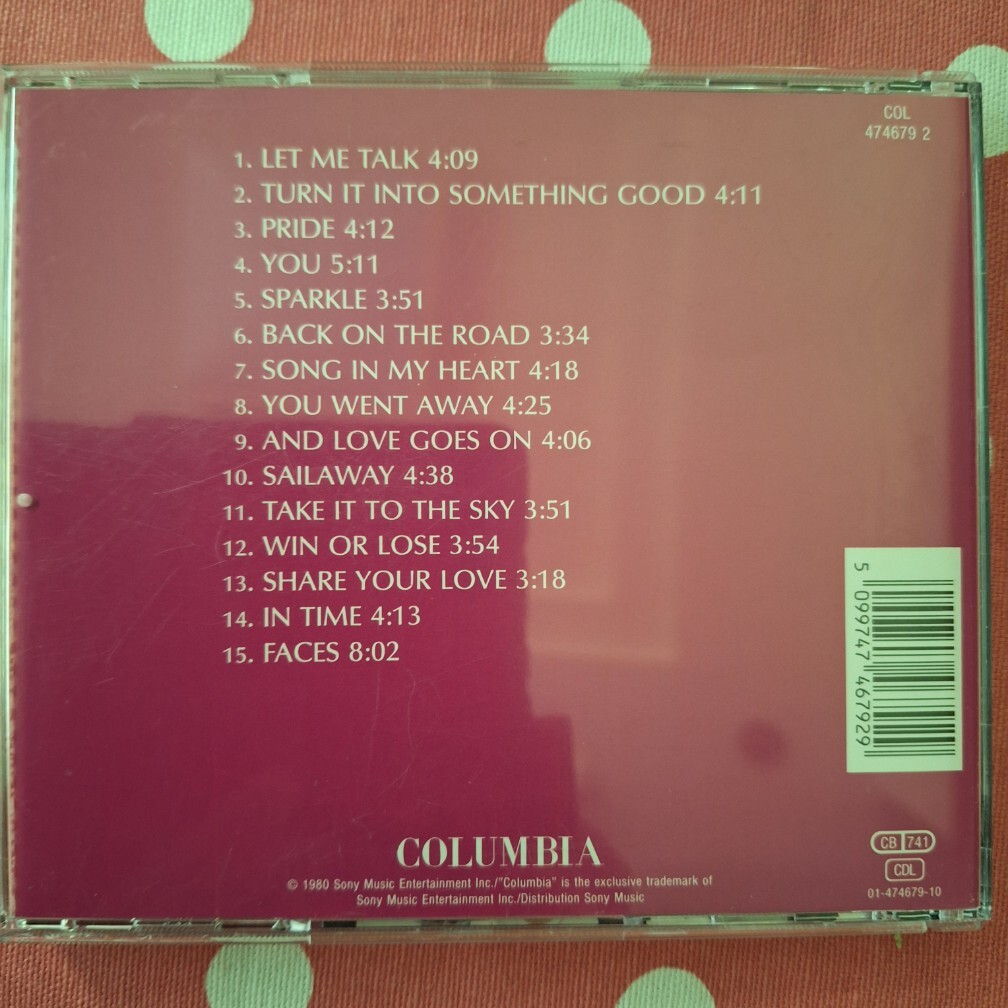 COL
474679 2
1. LET ME TALK 4:09
2. TURN IT INTO SOMETHING GOOD 4:11
3. PRIDE 4:12
4. YOU 5:11
5. SPARKLE 3:51
6. BACK ON THE ROAD 3:34
7. SONG IN MY HEART 4:18
8. YOU WENT AWAY 4:25
9. AND LOVE GOES ON 4:06
10. SAILAWAY 4:38
11. TAKE IT TO THE SKY 3:51
12. WIN OR LOSE 3:54
13. SHARE YOUR LOVE 3:18
14. IN TIME 4:13
15. FACES 8:02
5 099747 467929
COLUMBIA
© 1980 Sony Music Entertainment Inc./"Columbia" is the exclusive trademark of
Sony Music Entertainment Inc./Distribution Sony Music
CB 741
CDL
01-474679-10